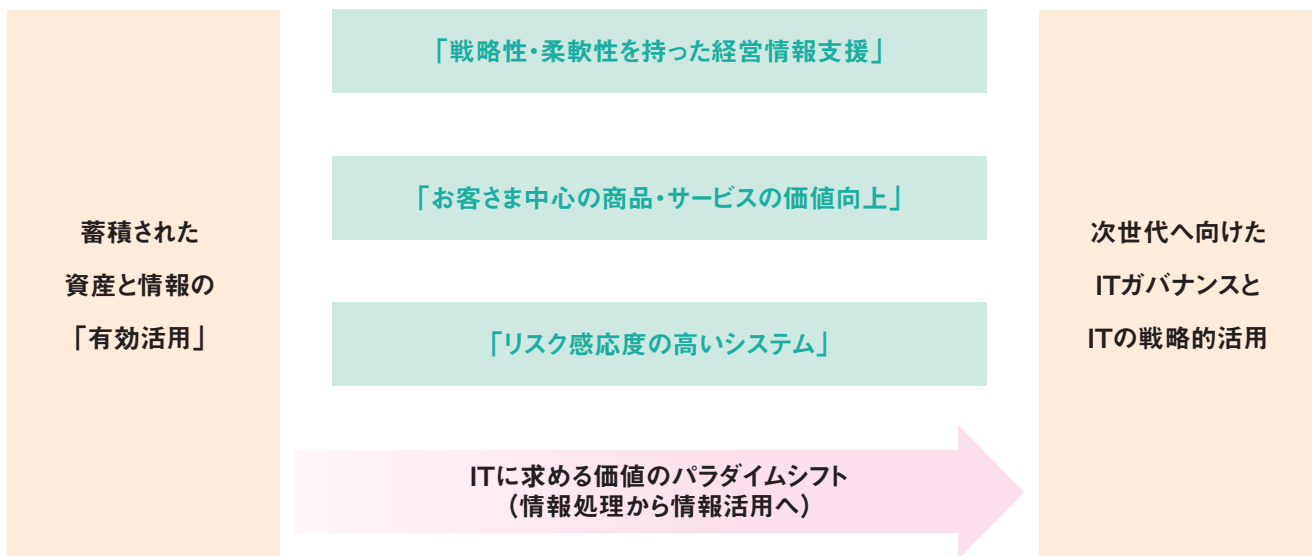 蓄積された
資産と情報の
「有効活用」
「戦略性・柔軟性を持った経営情報支援」
「お客さま中心の商品・サービスの価値向上」
「リスク感応度の高いシステム」
ITに求める価値のパラダイムシフト
（情報処理から情報活用へ）
次世代へ向けた
ITガバナンスと
ITの戦略的活用